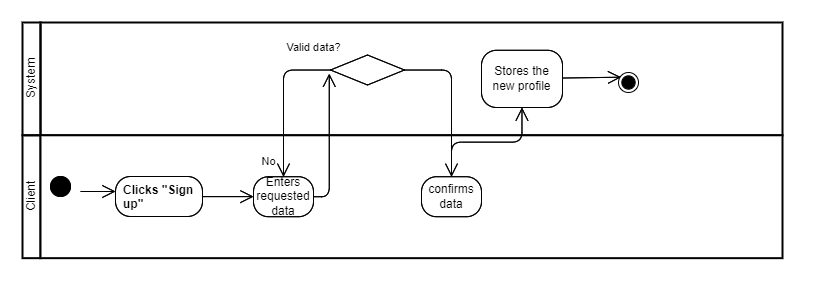 System
Valid data?
Stores the
new profile
Client
No
Clicks "Sign
up"
Enters
requested
data
confirms
data